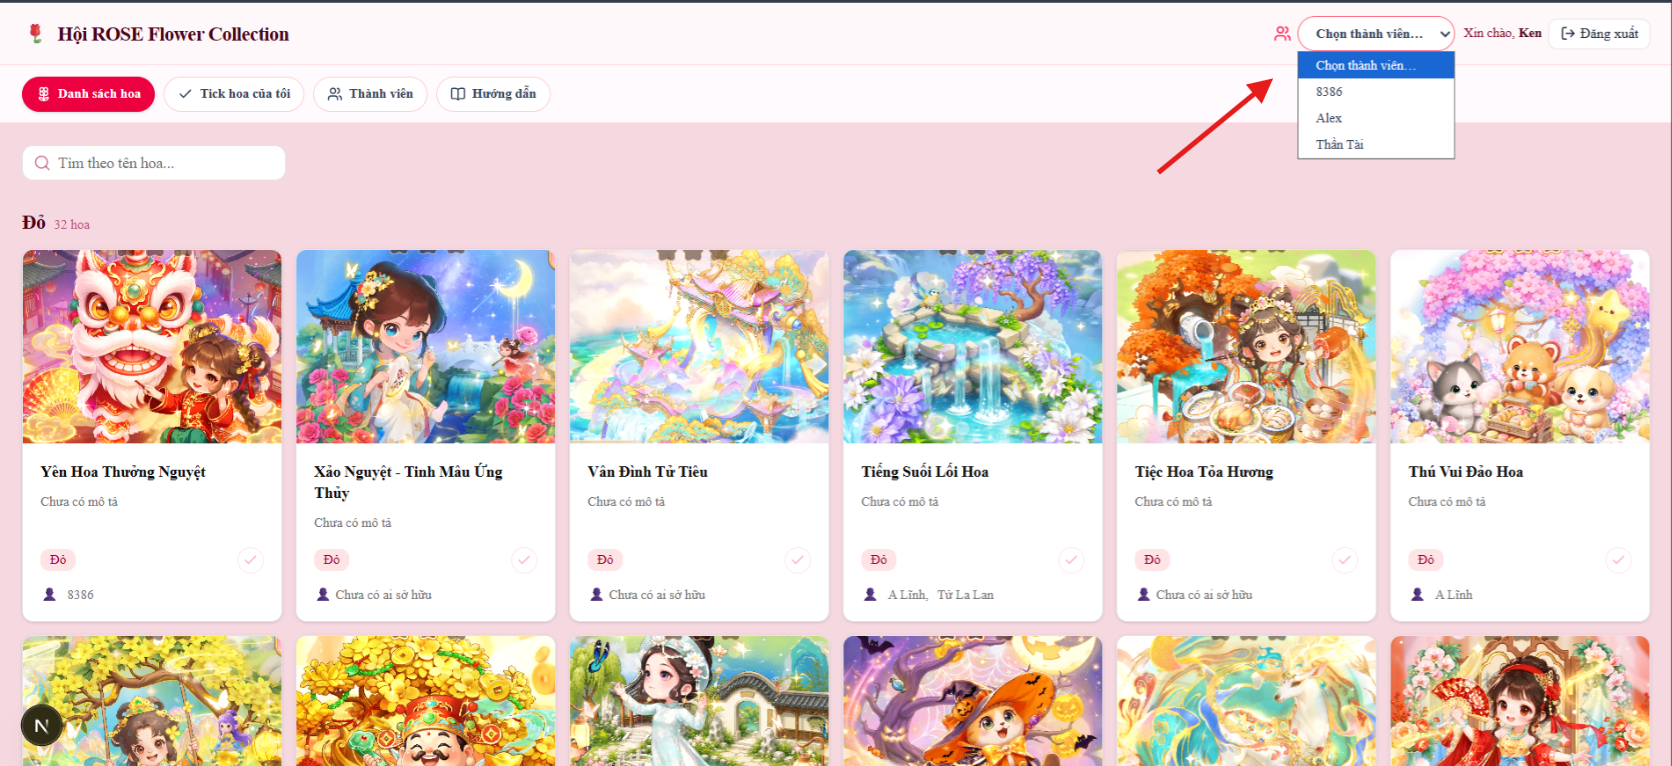 Hội ROSE Flower Collection
Chọn thành viên...
Xin chào, Ken
Đăng xuất
Chọn thành viên...
8386
Alex
Thần Tài
Danh sách hoa
Tick hoa của tôi
Thành viên
Hướng dẫn
Tìm theo tên hoa...
Đỏ 32 hoa
Yên Hoa Thưởng Nguyệt
Chưa có mô tả
Đỏ
8386
Xảo Nguyệt - Tinh Mâu Ứng
Thủy
Chưa có mô tả
Đỏ
Chưa có ai sở hữu
Vân Đình Tử Tiêu
Chưa có mô tả
Đỏ
Chưa có ai sở hữu
Tiếng Suối Lối Hoa
Chưa có mô tả
Đỏ
A Lĩnh, Tử La Lan
Tiệc Hoa Tỏa Hương
Chưa có mô tả
Đỏ
Chưa có ai sở hữu
Thú Vui Đảo Hoa
Chưa có mô tả
Đỏ
A Lĩnh
N